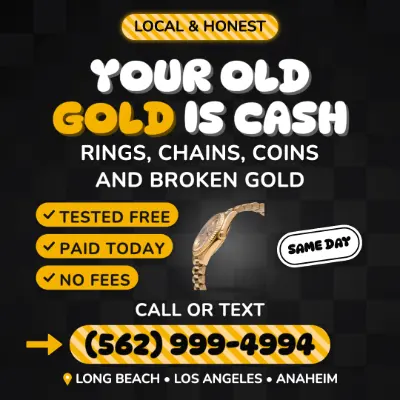 LOCAL & HONEST
YOUR OLD
GOLD IS CASH
RINGS, CHAINS, COINS
AND BROKEN GOLD
TESTED FREE
PAID TODAY
NO FEES
SAME DAY
CALL OR TEXT
(562) 999-4994
LONG BEACH • LOS ANGELES • ANAHEIM